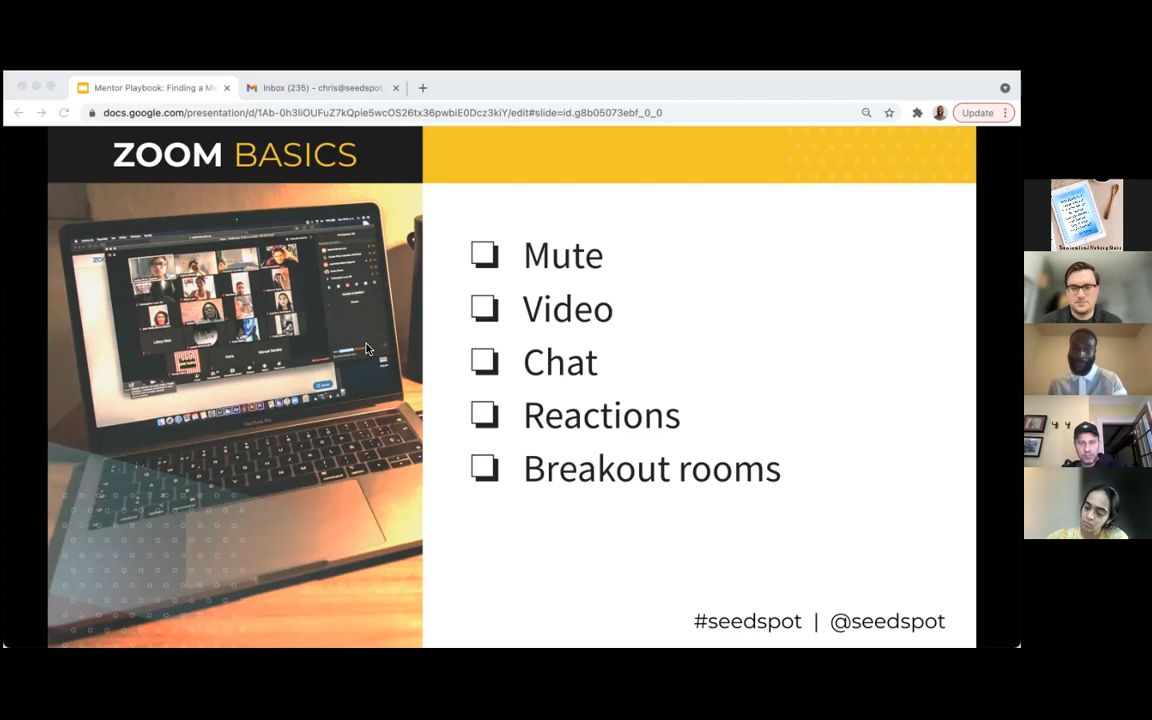 Mentor Playbook: Finding a Me
Inbox (235) - chris@seedspot.
docs.google.com/presentation/d/1Ab-0h3liOUFuZ7kQpie5wcOS26tx36pwbiE0Dcz3kiY/edit#slide=id.g8b05073ebf_0_0
Update
ZOOM BASICS
Mute
Video
Chat
Reactions
Breakout rooms
#seedspot | @seedspot